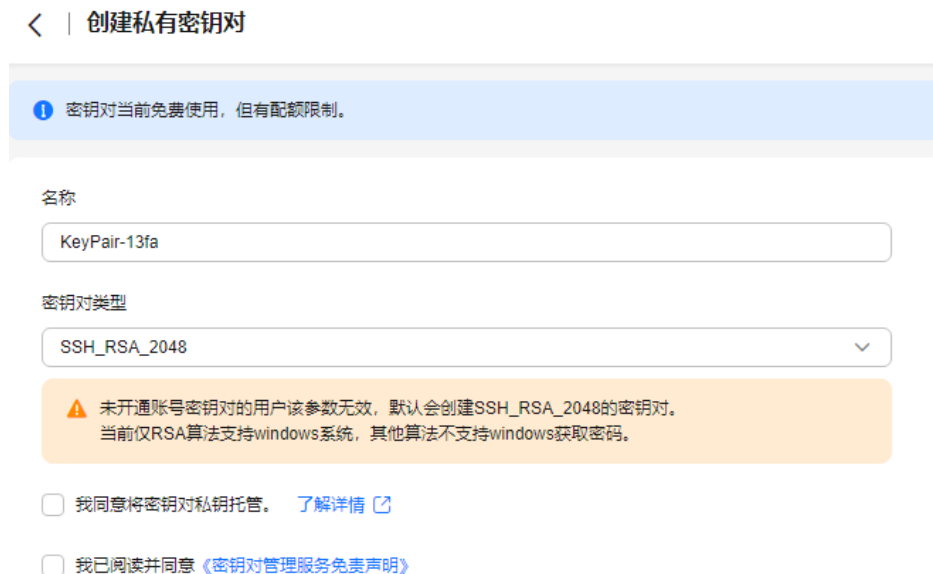 创建私有密钥对
密钥对当前免费使用，但有配额限制。
名称
KeyPair-13fa
密钥对类型
SSH_RSA_2048
未开通账号密钥对的用户该参数无效，默认会创建SSH_RSA_2048的密钥对。
当前仅RSA算法支持windows系统，其他算法不支持windows获取密码。
我同意将密钥对私钥托管。 了解详情
我已阅读并同意《密钥对管理服务免责声明》